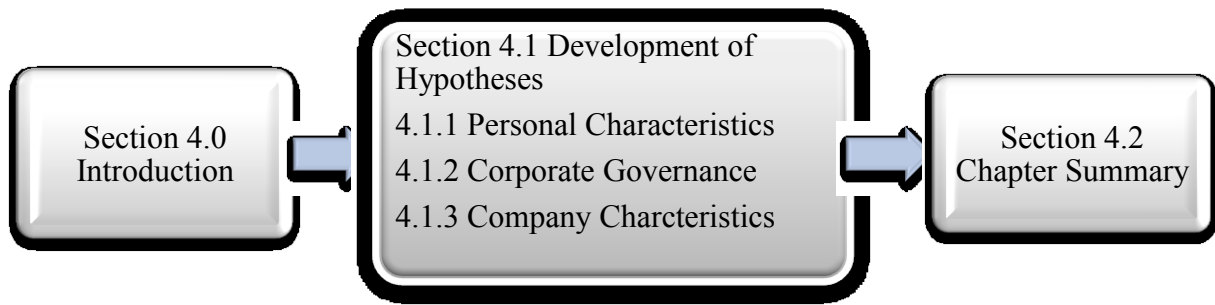 Section 4.0
Introduction
Section 4.1 Development of
Hypotheses
4.1.1 Personal Characteristics
4.1.2 Corporate Governance
4.1.3 Company Charcteristics
Section 4.2
Chapter Summary